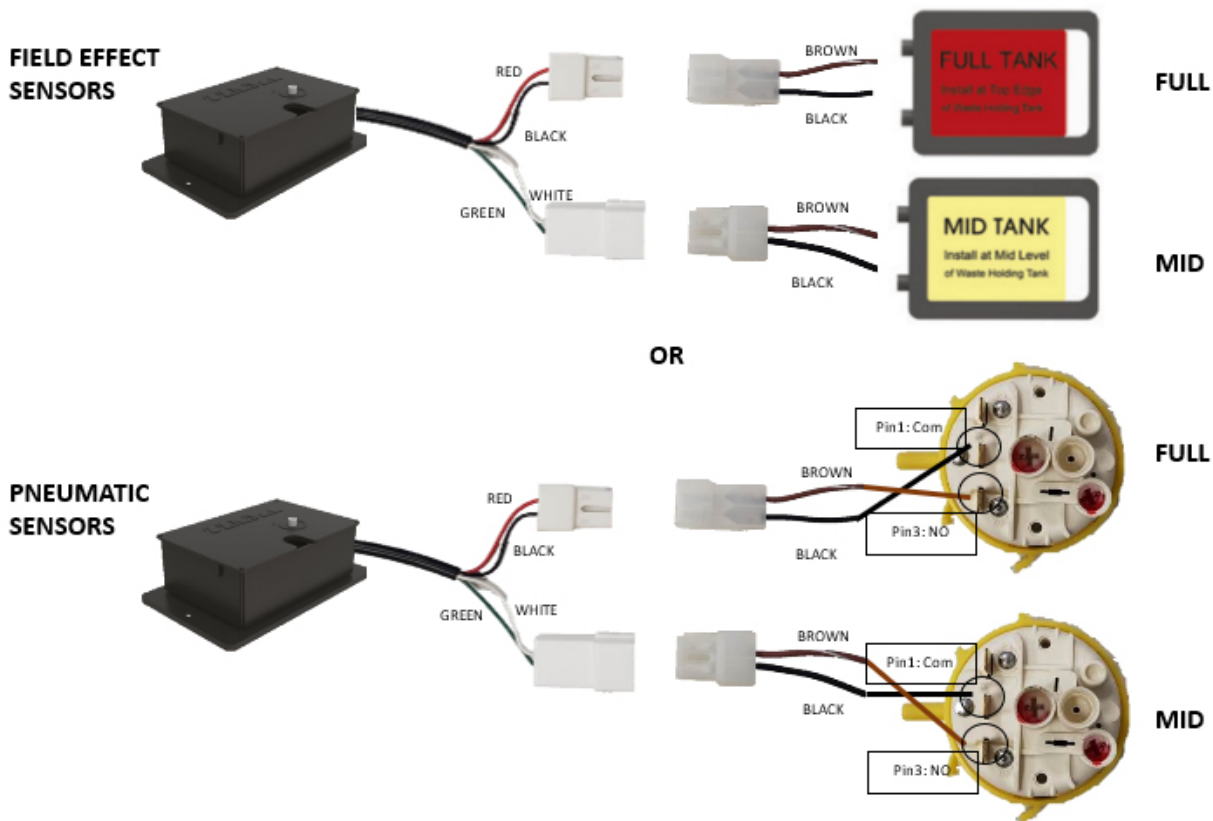 FIELD EFFECT
SENSORS
RED
BLACK
WHITE
GREEN
BROWN
BLACK
FULL TANK
Install at Top Edge
of Waste Holding Tank
FULL
BROWN
BLACK
MID TANK
Install at Mid Level
of Waste Holding Tank
MID
OR
PNEUMATIC
SENSORS
RED
BLACK
WHITE
GREEN
BROWN
BLACK
Pin1: Com
Pin3: NO
FULL
BROWN
BLACK
Pin1: Com
Pin3: NO
MID